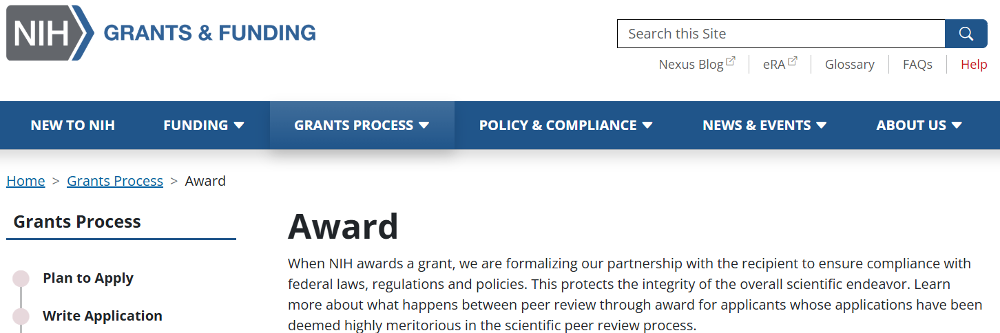 NIH GRANTS & FUNDING
Search this Site
Nexus Blog eRA Glossary FAQs Help
NEW TO NIH FUNDING GRANTS PROCESS POLICY & COMPLIANCE NEWS & EVENTS ABOUT US
Home > Grants Process > Award
Grants Process
Plan to Apply
Write Application
Award
When NIH awards a grant, we are formalizing our partnership with the recipient to ensure compliance with
federal laws, regulations and policies. This protects the integrity of the overall scientific endeavor. Learn
more about what happens between peer review through award for applicants whose applications have been
deemed highly meritorious in the scientific peer review process.